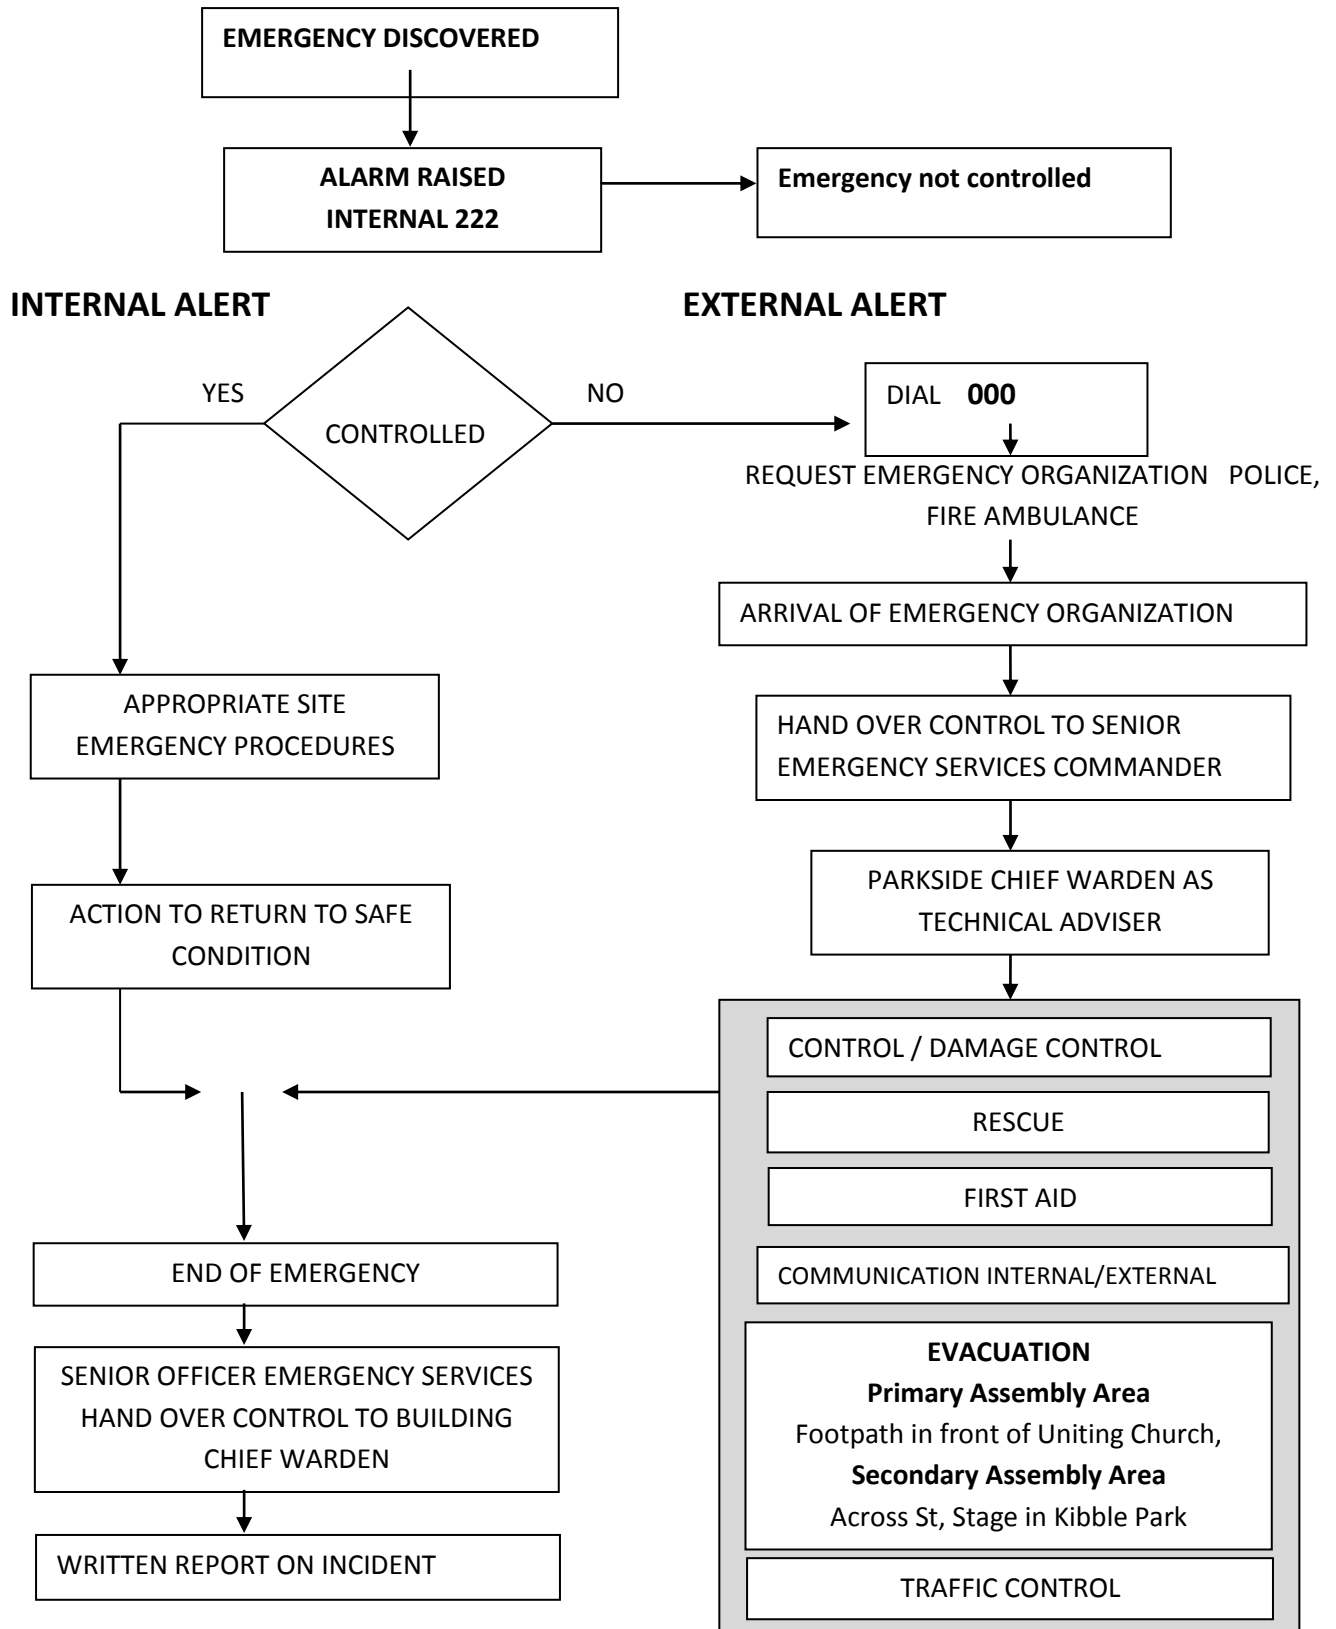 EMERGENCY DISCOVERED
ALARM RAISED
INTERNAL 222
Emergency not controlled
INTERNAL ALERT
EXTERNAL ALERT
YES
CONTROLLED
NO
DIAL 000
REQUEST EMERGENCY ORGANIZATION POLICE,
FIRE AMBULANCE
ARRIVAL OF EMERGENCY ORGANIZATION
HAND OVER CONTROL TO SENIOR
EMERGENCY SERVICES COMMANDER
PARKSIDE CHIEF WARDEN AS
TECHNICAL ADVISER
APPROPRIATE SITE
EMERGENCY PROCEDURES
ACTION TO RETURN TO SAFE
CONDITION
CONTROL / DAMAGE CONTROL
RESCUE
FIRST AID
COMMUNICATION INTERNAL/EXTERNAL
EVACUATION
Primary Assembly Area
Footpath in front of Uniting Church,
Secondary Assembly Area
Across St, Stage in Kibble Park
TRAFFIC CONTROL
END OF EMERGENCY
SENIOR OFFICER EMERGENCY SERVICES
HAND OVER CONTROL TO BUILDING
CHIEF WARDEN
WRITTEN REPORT ON INCIDENT